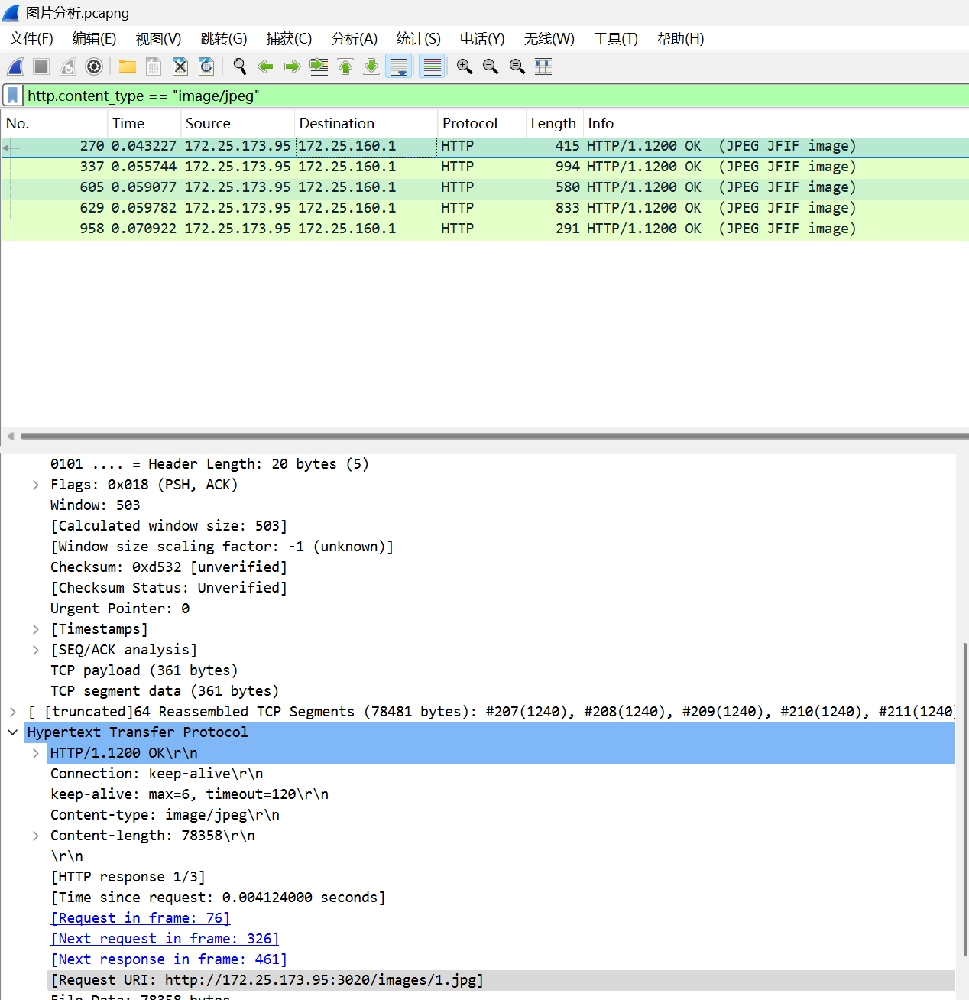 图片分析.pcapng
文件(F) 编辑(E) 视图(V) 跳转(G) 捕获(C) 分析(A) 统计(S) 电话(Y) 无线(W) 工具(T) 帮助(H)
http.content_type == "image/jpeg"
No. Time Source Destination Protocol Length Info
270 0.043227 172.25.173.95 172.25.160.1 HTTP 415 HTTP/1.1200 OK (JPEG JFIF image)
337 0.055744 172.25.173.95 172.25.160.1 HTTP 994 HTTP/1.1200 OK (JPEG JFIF image)
605 0.059077 172.25.173.95 172.25.160.1 HTTP 580 HTTP/1.1200 OK (JPEG JFIF image)
629 0.059782 172.25.173.95 172.25.160.1 HTTP 833 HTTP/1.1200 OK (JPEG JFIF image)
958 0.070922 172.25.173.95 172.25.160.1 HTTP 291 HTTP/1.1200 OK (JPEG JFIF image)
0101 .... = Header Length: 20 bytes (5)
Flags: 0x018 (PSH, ACK)
Window: 503
[Calculated window size: 503]
[Window size scaling factor: -1 (unknown)]
Checksum: 0xd532 [unverified]
[Checksum Status: Unverified]
Urgent Pointer: 0
[Timestamps]
[SEQ/ACK analysis]
TCP payload (361 bytes)
TCP segment data (361 bytes)
[ [truncated]64 Reassembled TCP Segments (78481 bytes): #207(1240), #208(1240), #209(1240), #210(1240), #211(1240)
Hypertext Transfer Protocol
HTTP/1.1200 OK\r\n
Connection: keep-alive\r\n
keep-alive: max=6, timeout=120\r\n
Content-type: image/jpeg\r\n
Content-length: 78358\r\n
\r\n
[HTTP response 1/3]
[Time since request: 0.004124000 seconds]
[Request in frame: 76]
[Next request in frame: 326]
[Next response in frame: 461]
[Request URI: http://172.25.173.95:3020/images/1.jpg]
File Data: 78358 bytes